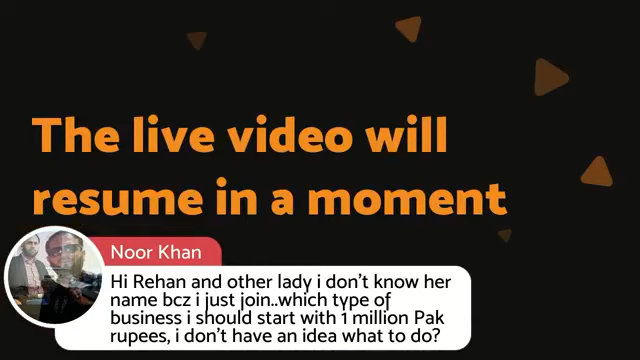 The live video will
resume in a moment
Noor Khan
Hi Rehan and other lady i don't know her
name bcz i just join..which type of
business i should start with 1 million Pak
rupees, i don't have an idea what to do?